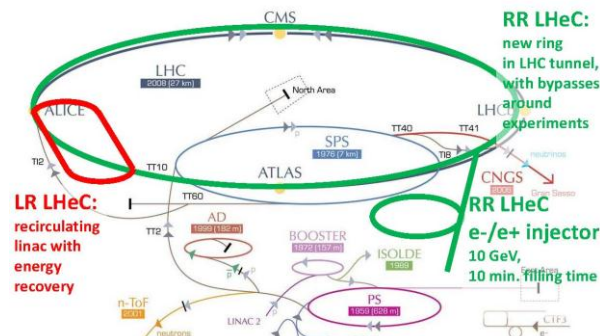 CMS
RR LHeC:
new ring
in LHC tunnel,
with bypasses
around
experiments
LHC
2008 (27 km)
North Area
ALICE
LHC
SPS
1976 (7 km)
TT40
TT41
TI2
TT10
TI8
ATLAS
neutrinos
CNGS
2006
Gran Sasso
TT60
LR LHeC:
recirculating
linac with
energy
recovery
AD
1999 (182 m)
TT2
BOOSTER
1972 (157 m)
ISOLDE
1989
RR LHeC
e-/e+ injector
10 GeV,
10 min. filling time
East Area
p
p
n-ToF
2001
LINAC 2
neutrons
PS
1959 (628 m)
CTF3
e-